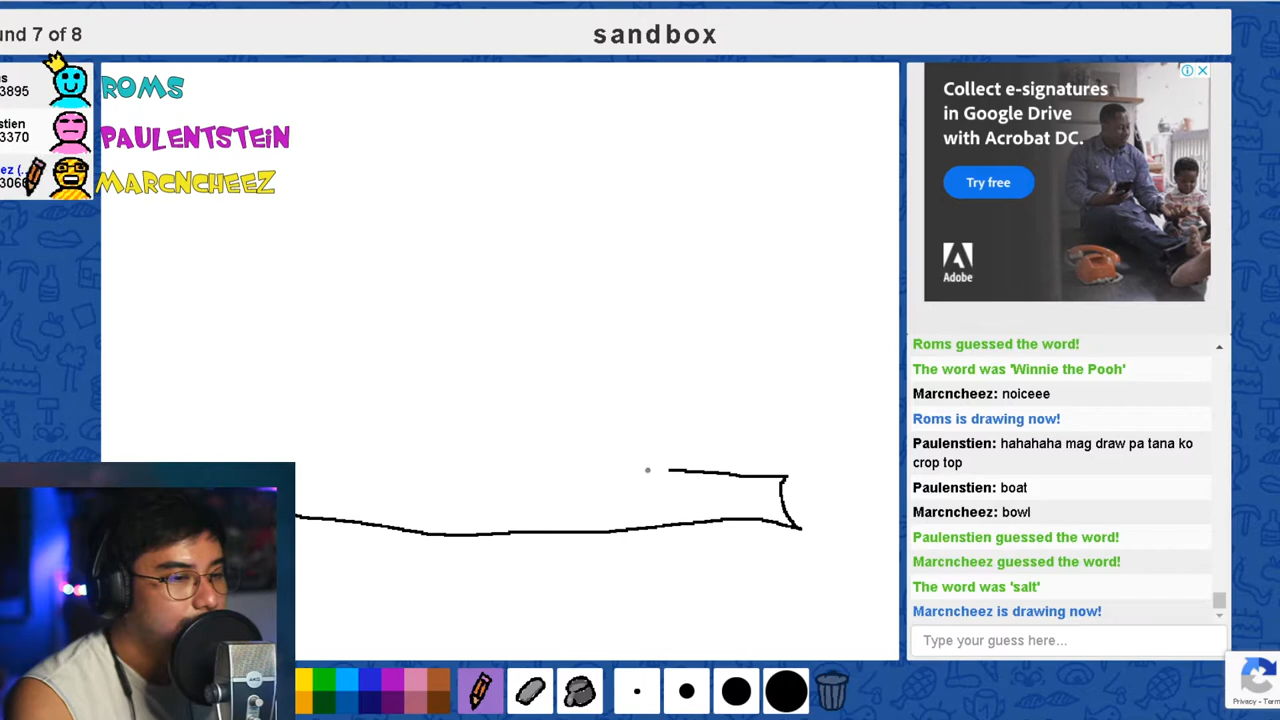 und 7 of 8
sandbox
s
3895
ROMS
stien
3370
PAULENTSTEIN
ez (..
3066
MARCNCHEEZ
Collect e-signatures
in Google Drive
with Acrobat DC.
Try free
Adobe
Roms guessed the word!
The word was 'Winnie the Pooh'
Marcncheez: noiceee
Roms is drawing now!
Paulenstien: hahahaha mag draw pa tana ko
crop top
Paulenstien: boat
Marcncheez: bowl
Paulenstien guessed the word!
Marcncheez guessed the word!
The word was 'salt'
Marcncheez is drawing now!
Type your guess here...
Privacy - Term